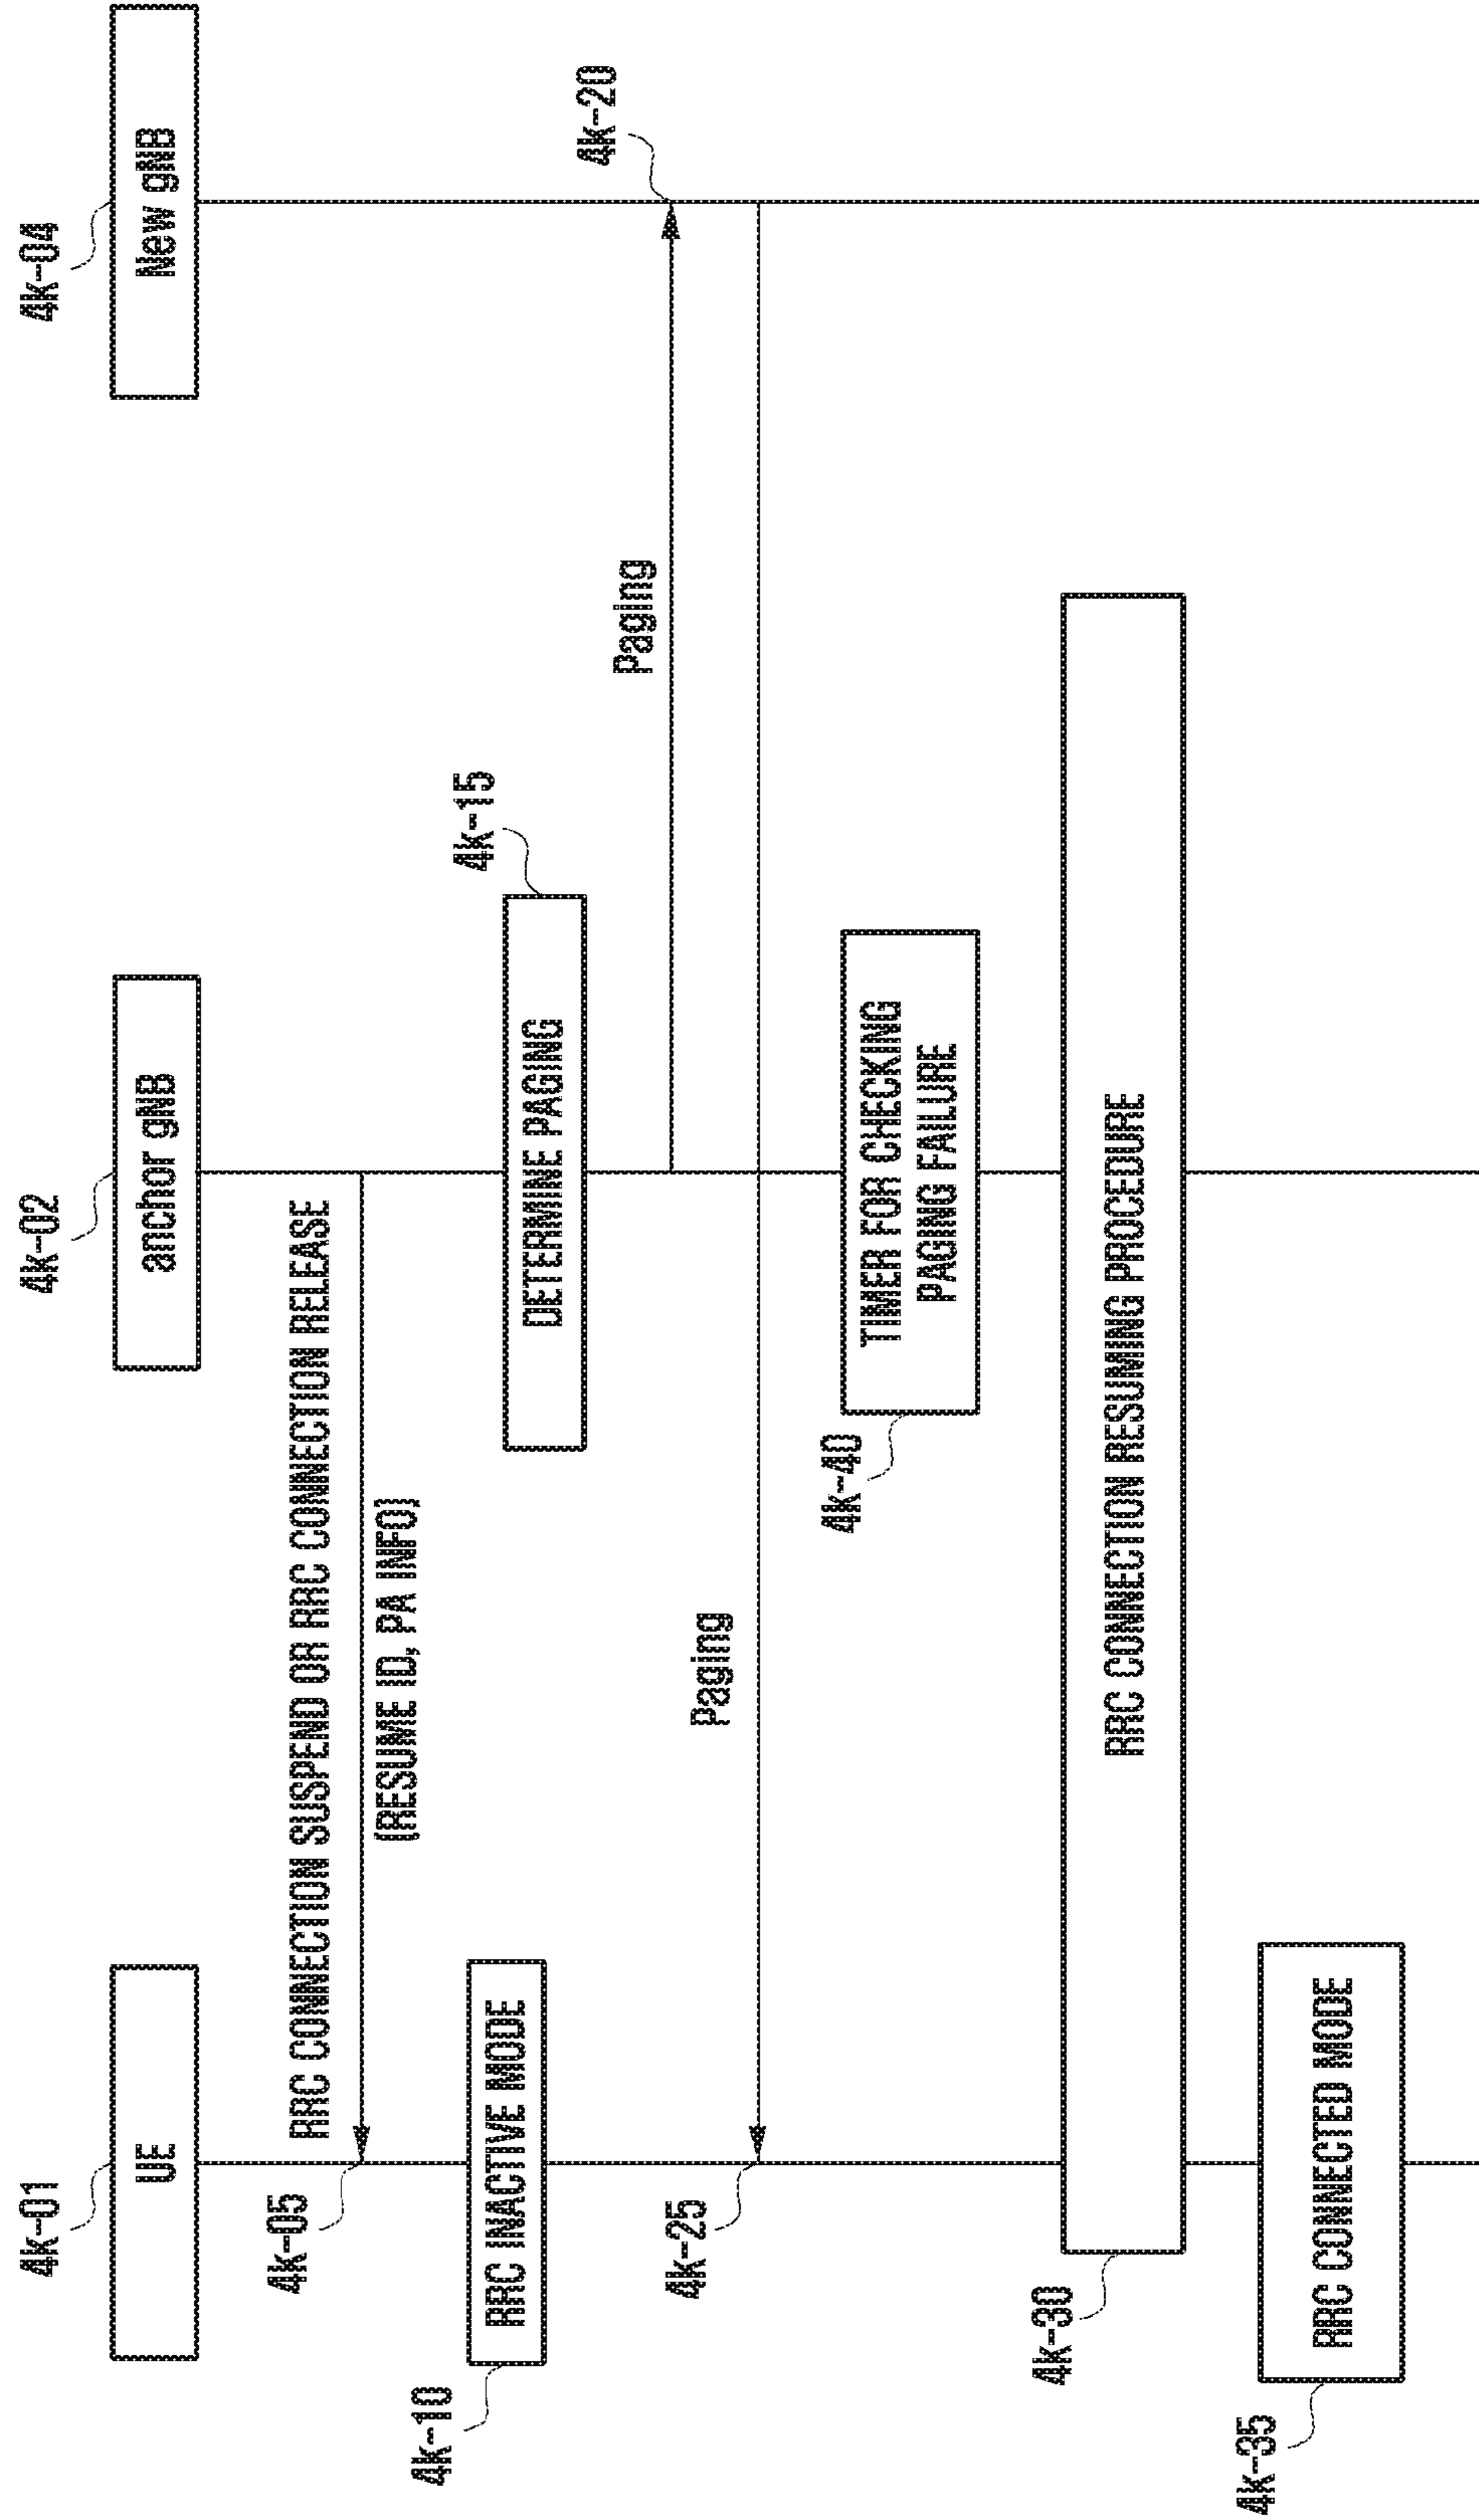 4k-01
4k-02
4k-04
UE
anchor gNB
New gNB
RRC CONNECTION SUSPEND OR RRC CONNECTION RELEASE
4k-05
(RESUME ID, PA INFO)
4k-10
RRC INACTIVE MODE
4k-15
DETERMINE PAGING
4k-20
Paging
4k-25
Paging
4k-40
TIMER FOR CHECKING
PAGING FAILURE
4k-30
RRC CONNECTION RESUMING PROCEDURE
4k-35
RRC CONNECTED MODE